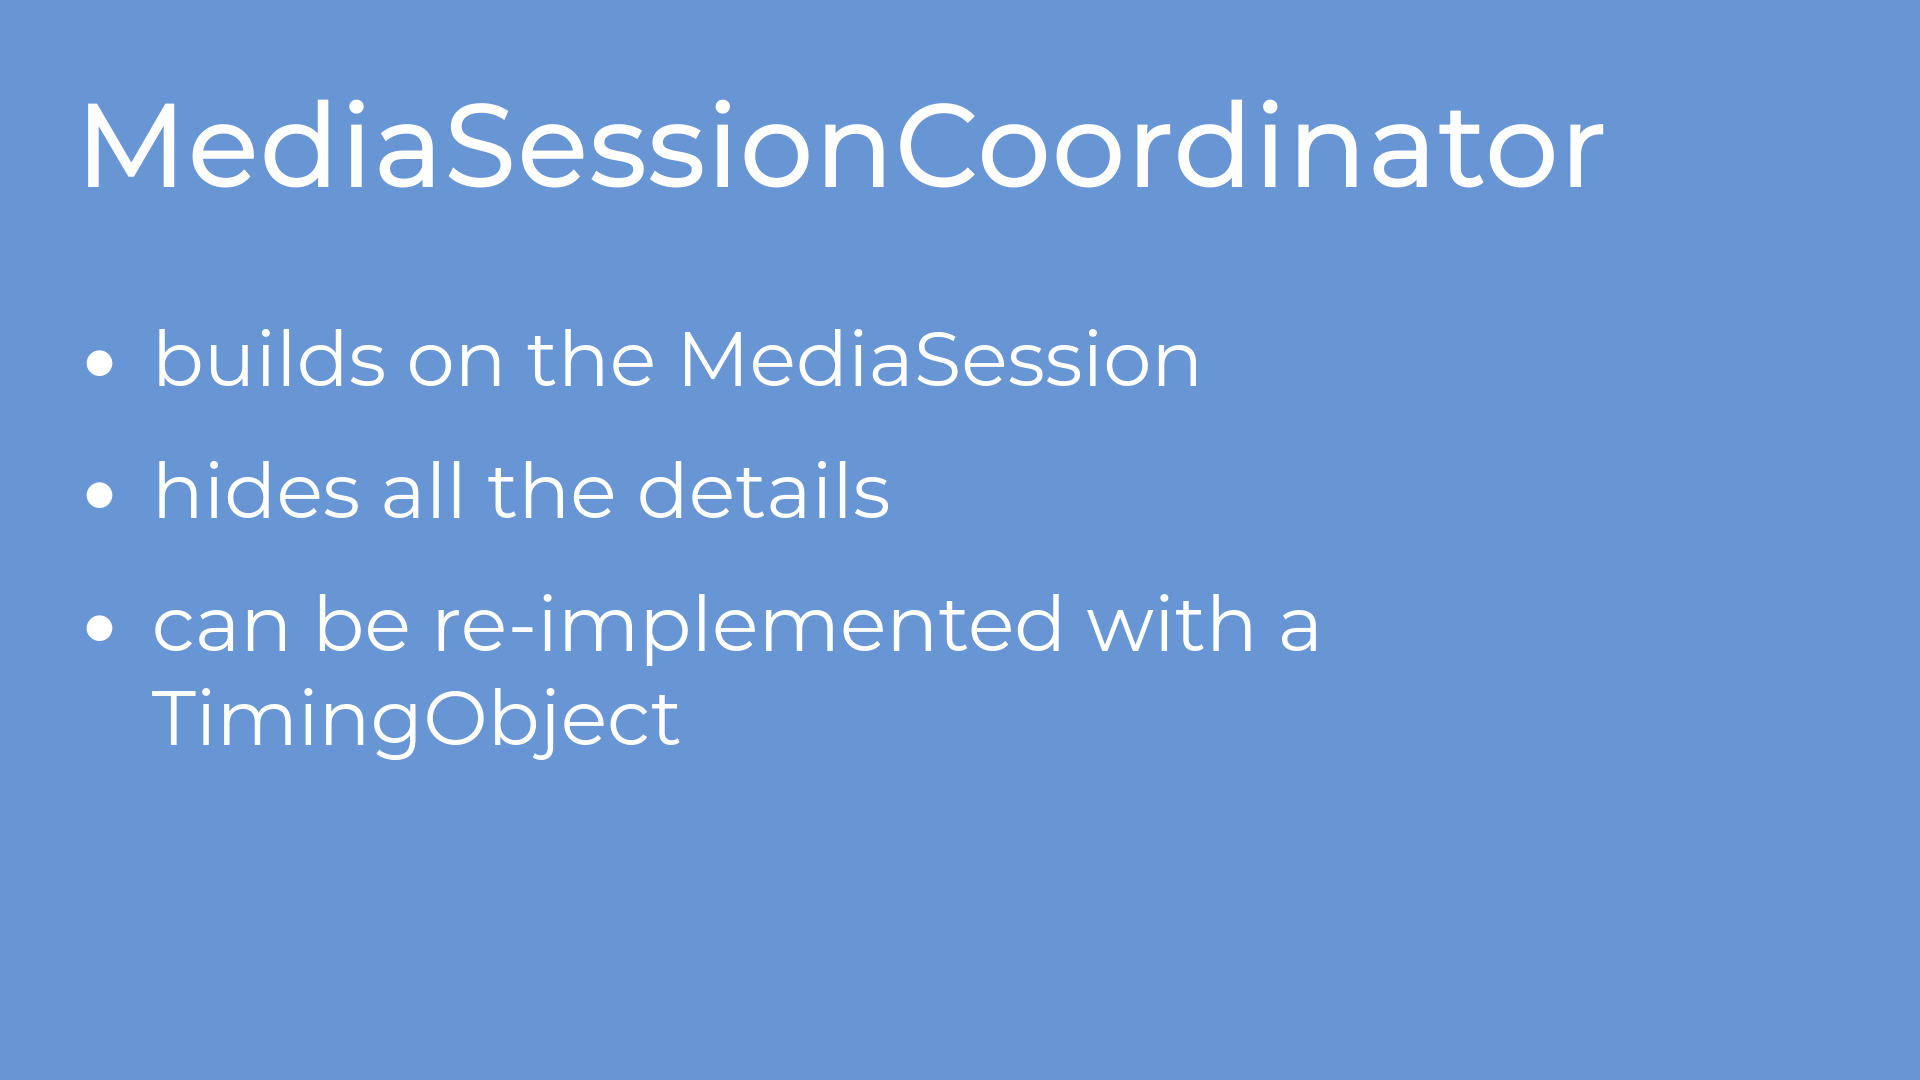 MediaSessionCoordinator
• builds on the MediaSession
• hides all the details
• can be re-implemented with a
TimingObject